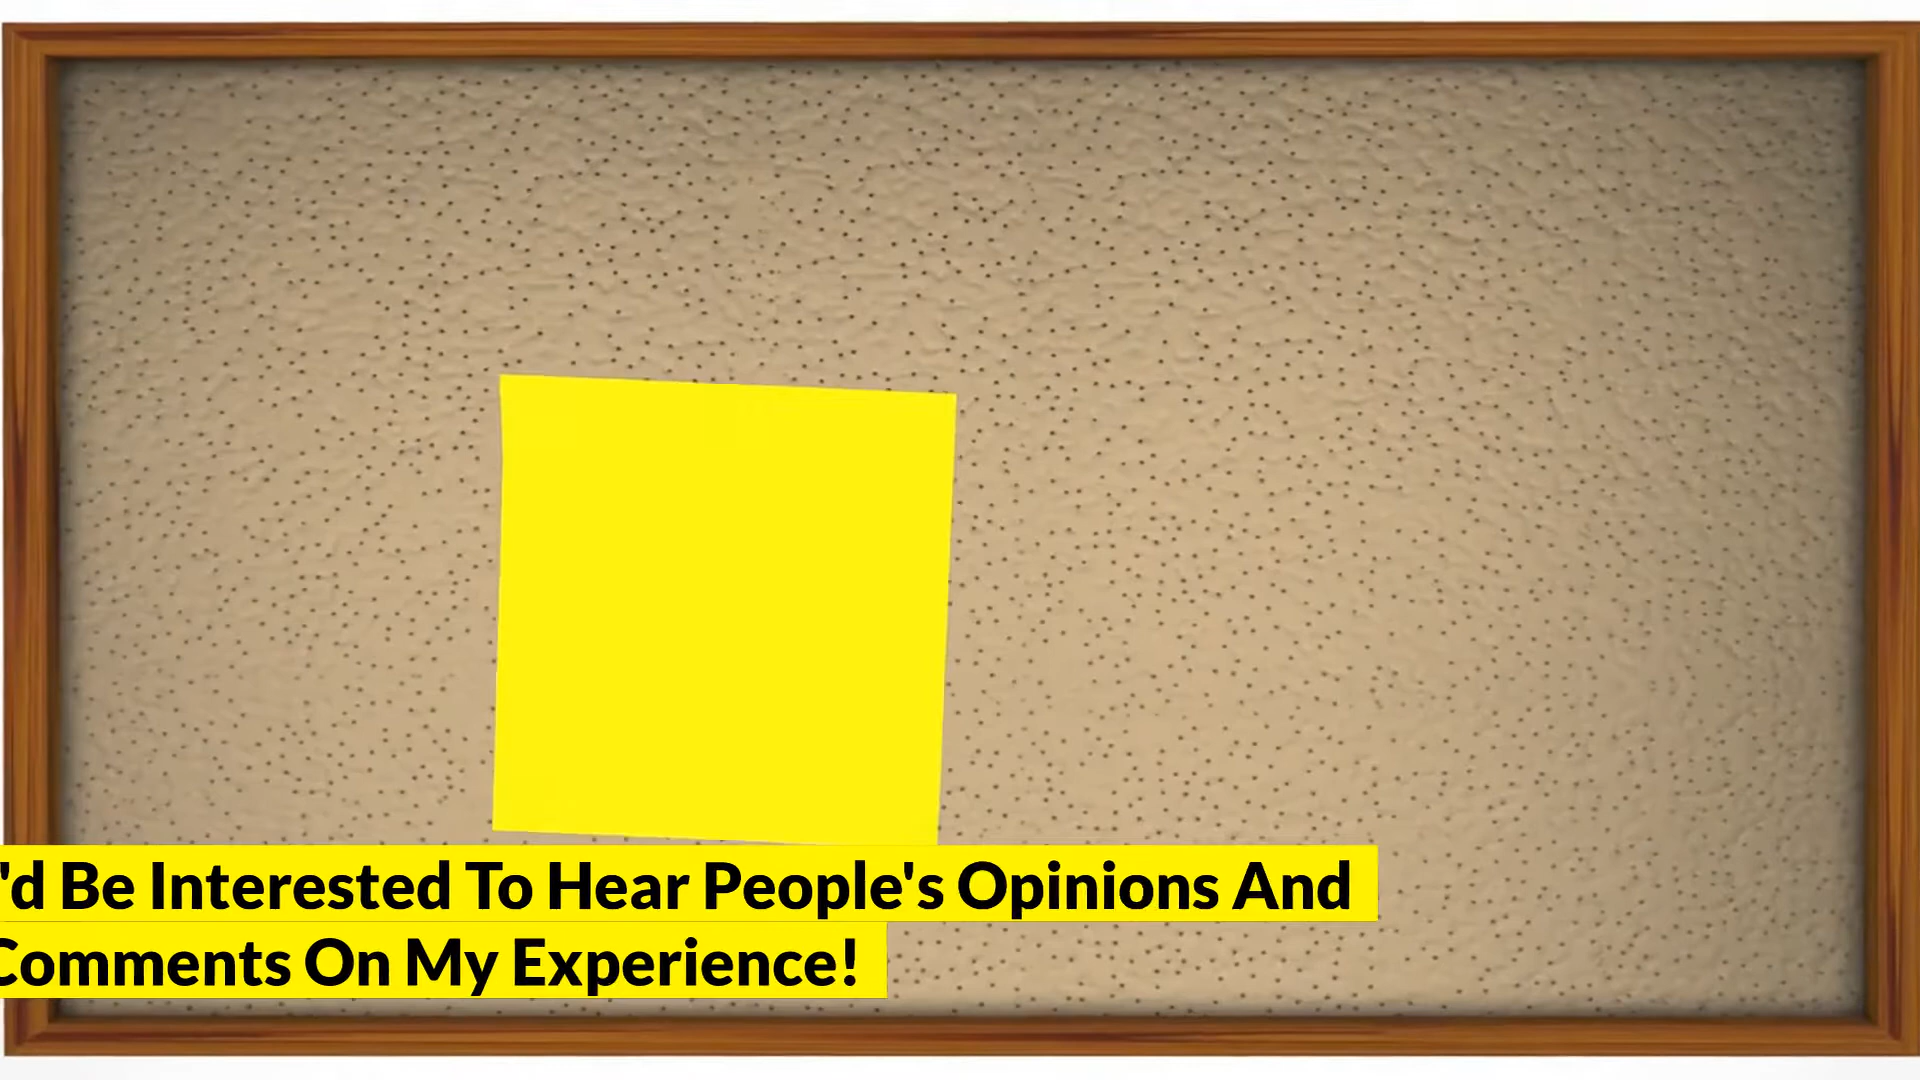 'd Be Interested To Hear People's Opinions And
Comments On My Experience!